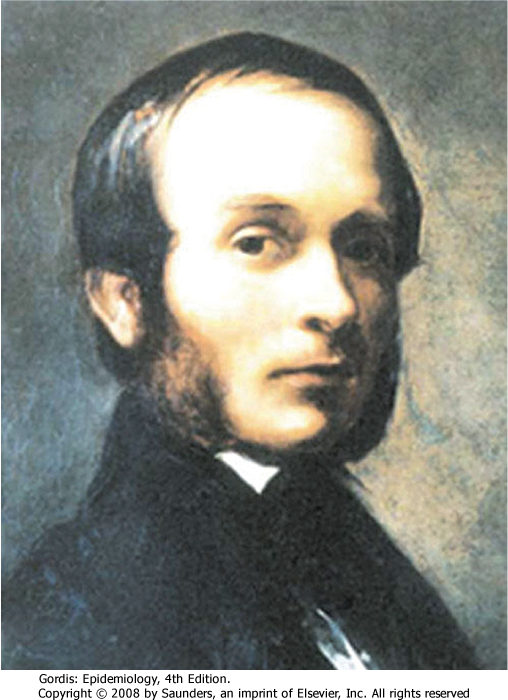 Gordis: Epidemiology, 4th Edition.
Copyright © 2008 by Saunders, an imprint of Elsevier, Inc. All rights reserved